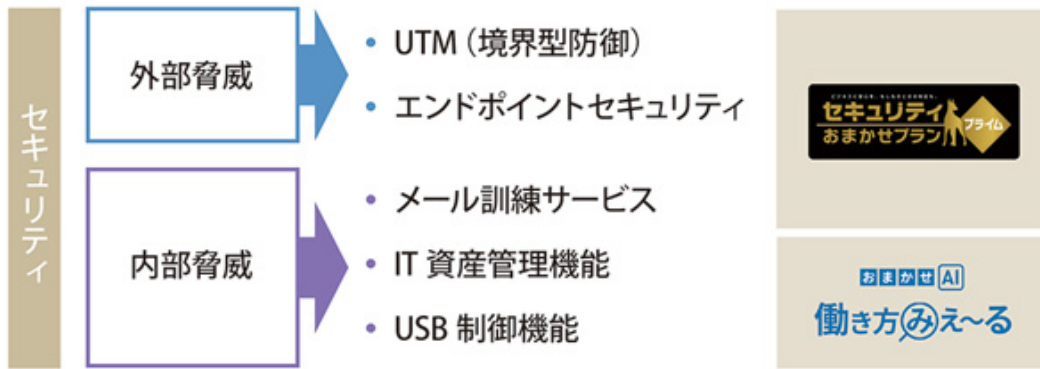 セキュリティ
外部脅威
• UTM（境界型防御）
• エンドポイントセキュリティ
内部脅威
• メール訓練サービス
• IT 資産管理機能
• USB 制御機能
セキュリティ
おまかせプラン
プライム
おまかせAI
働き方みえ～る